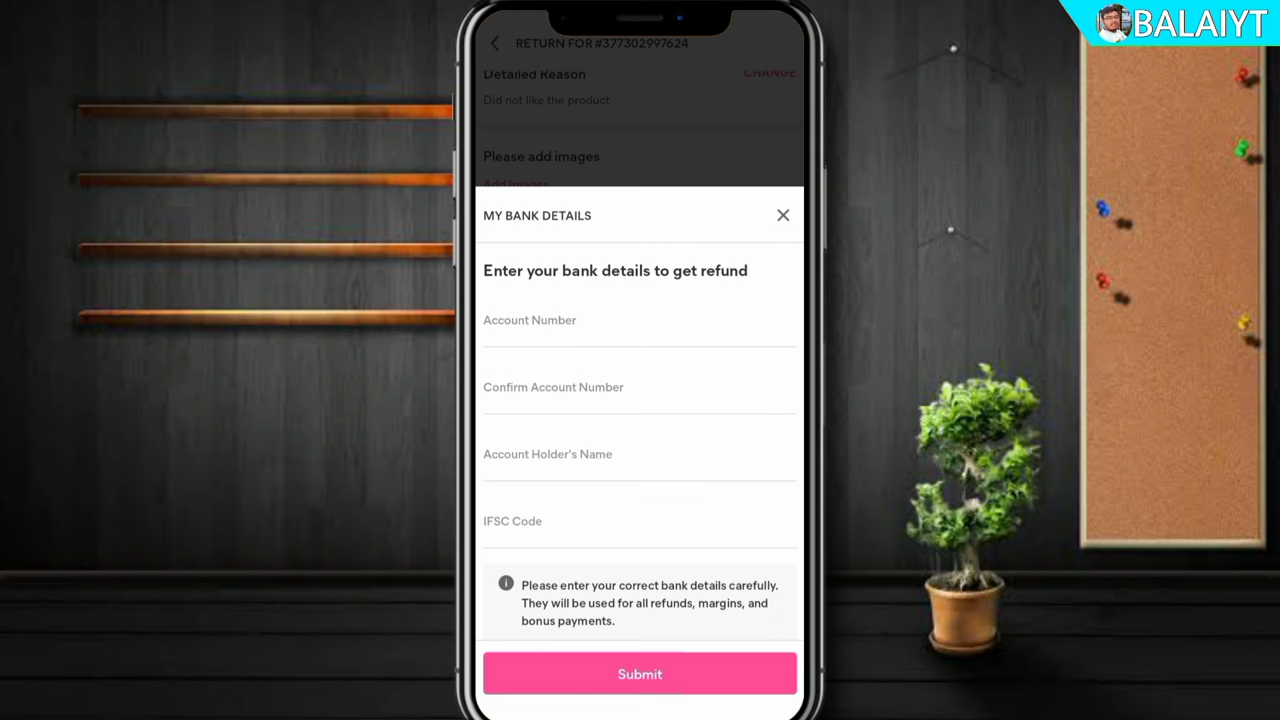 BALAIYT
RETURN FOR #377302997624
Detailed Reason
CHANGE
Did not like the product
Please add images
Add Images
MY BANK DETAILS
Enter your bank details to get refund
Account Number
Confirm Account Number
Account Holder's Name
IFSC Code
Please enter your correct bank details carefully.
They will be used for all refunds, margins, and
bonus payments.
Submit